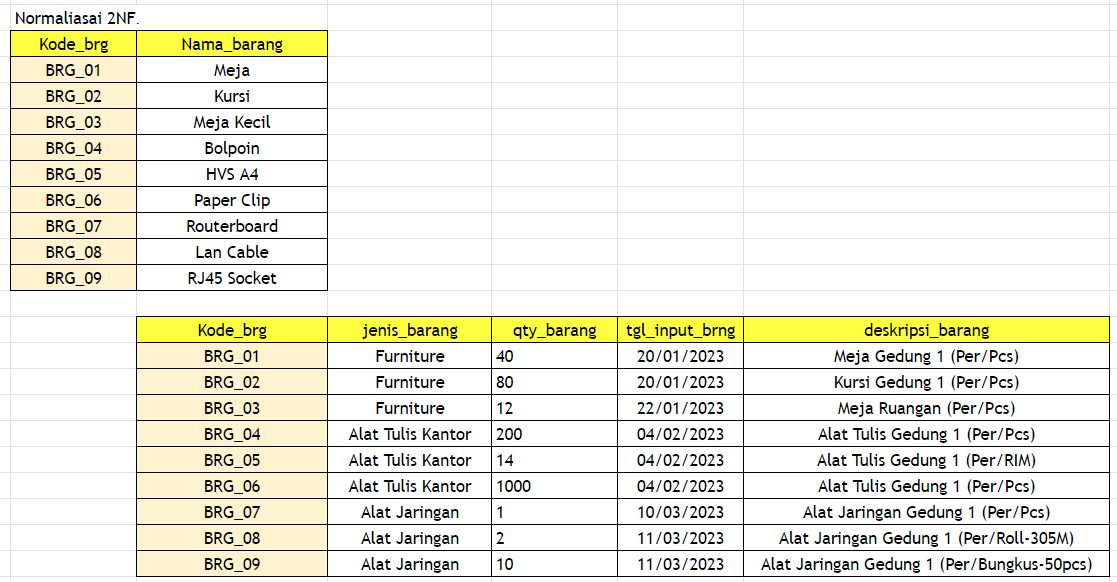 Normaliasai 2NF.
Kode_brg Nama_barang
BRG_01 Meja
BRG_02 Kursi
BRG_03 Meja Kecil
BRG_04 Bolpoin
BRG_05 HVS A4
BRG_06 Paper Clip
BRG_07 Routerboard
BRG_08 Lan Cable
BRG_09 RJ45 Socket
Kode_brg jenis_barang qty_barang tgl_input_brng deskripsi_barang
BRG_01 Furniture 40 20/01/2023 Meja Gedung 1 (Per/Pcs)
BRG_02 Furniture 80 20/01/2023 Kursi Gedung 1 (Per/Pcs)
BRG_03 Furniture 12 22/01/2023 Meja Ruangan (Per/Pcs)
BRG_04 Alat Tulis Kantor 200 04/02/2023 Alat Tulis Gedung 1 (Per/Pcs)
BRG_05 Alat Tulis Kantor 14 04/02/2023 Alat Tulis Gedung 1 (Per/RIM)
BRG_06 Alat Tulis Kantor 1000 04/02/2023 Alat Tulis Gedung 1 (Per/Pcs)
BRG_07 Alat Jaringan 1 10/03/2023 Alat Jaringan Gedung 1 (Per/Pcs)
BRG_08 Alat Jaringan 2 11/03/2023 Alat Jaringan Gedung 1 (Per/Roll-305M)
BRG_09 Alat Jaringan 10 11/03/2023 Alat Jaringan Gedung 1 (Per/Bungkus-50pcs)